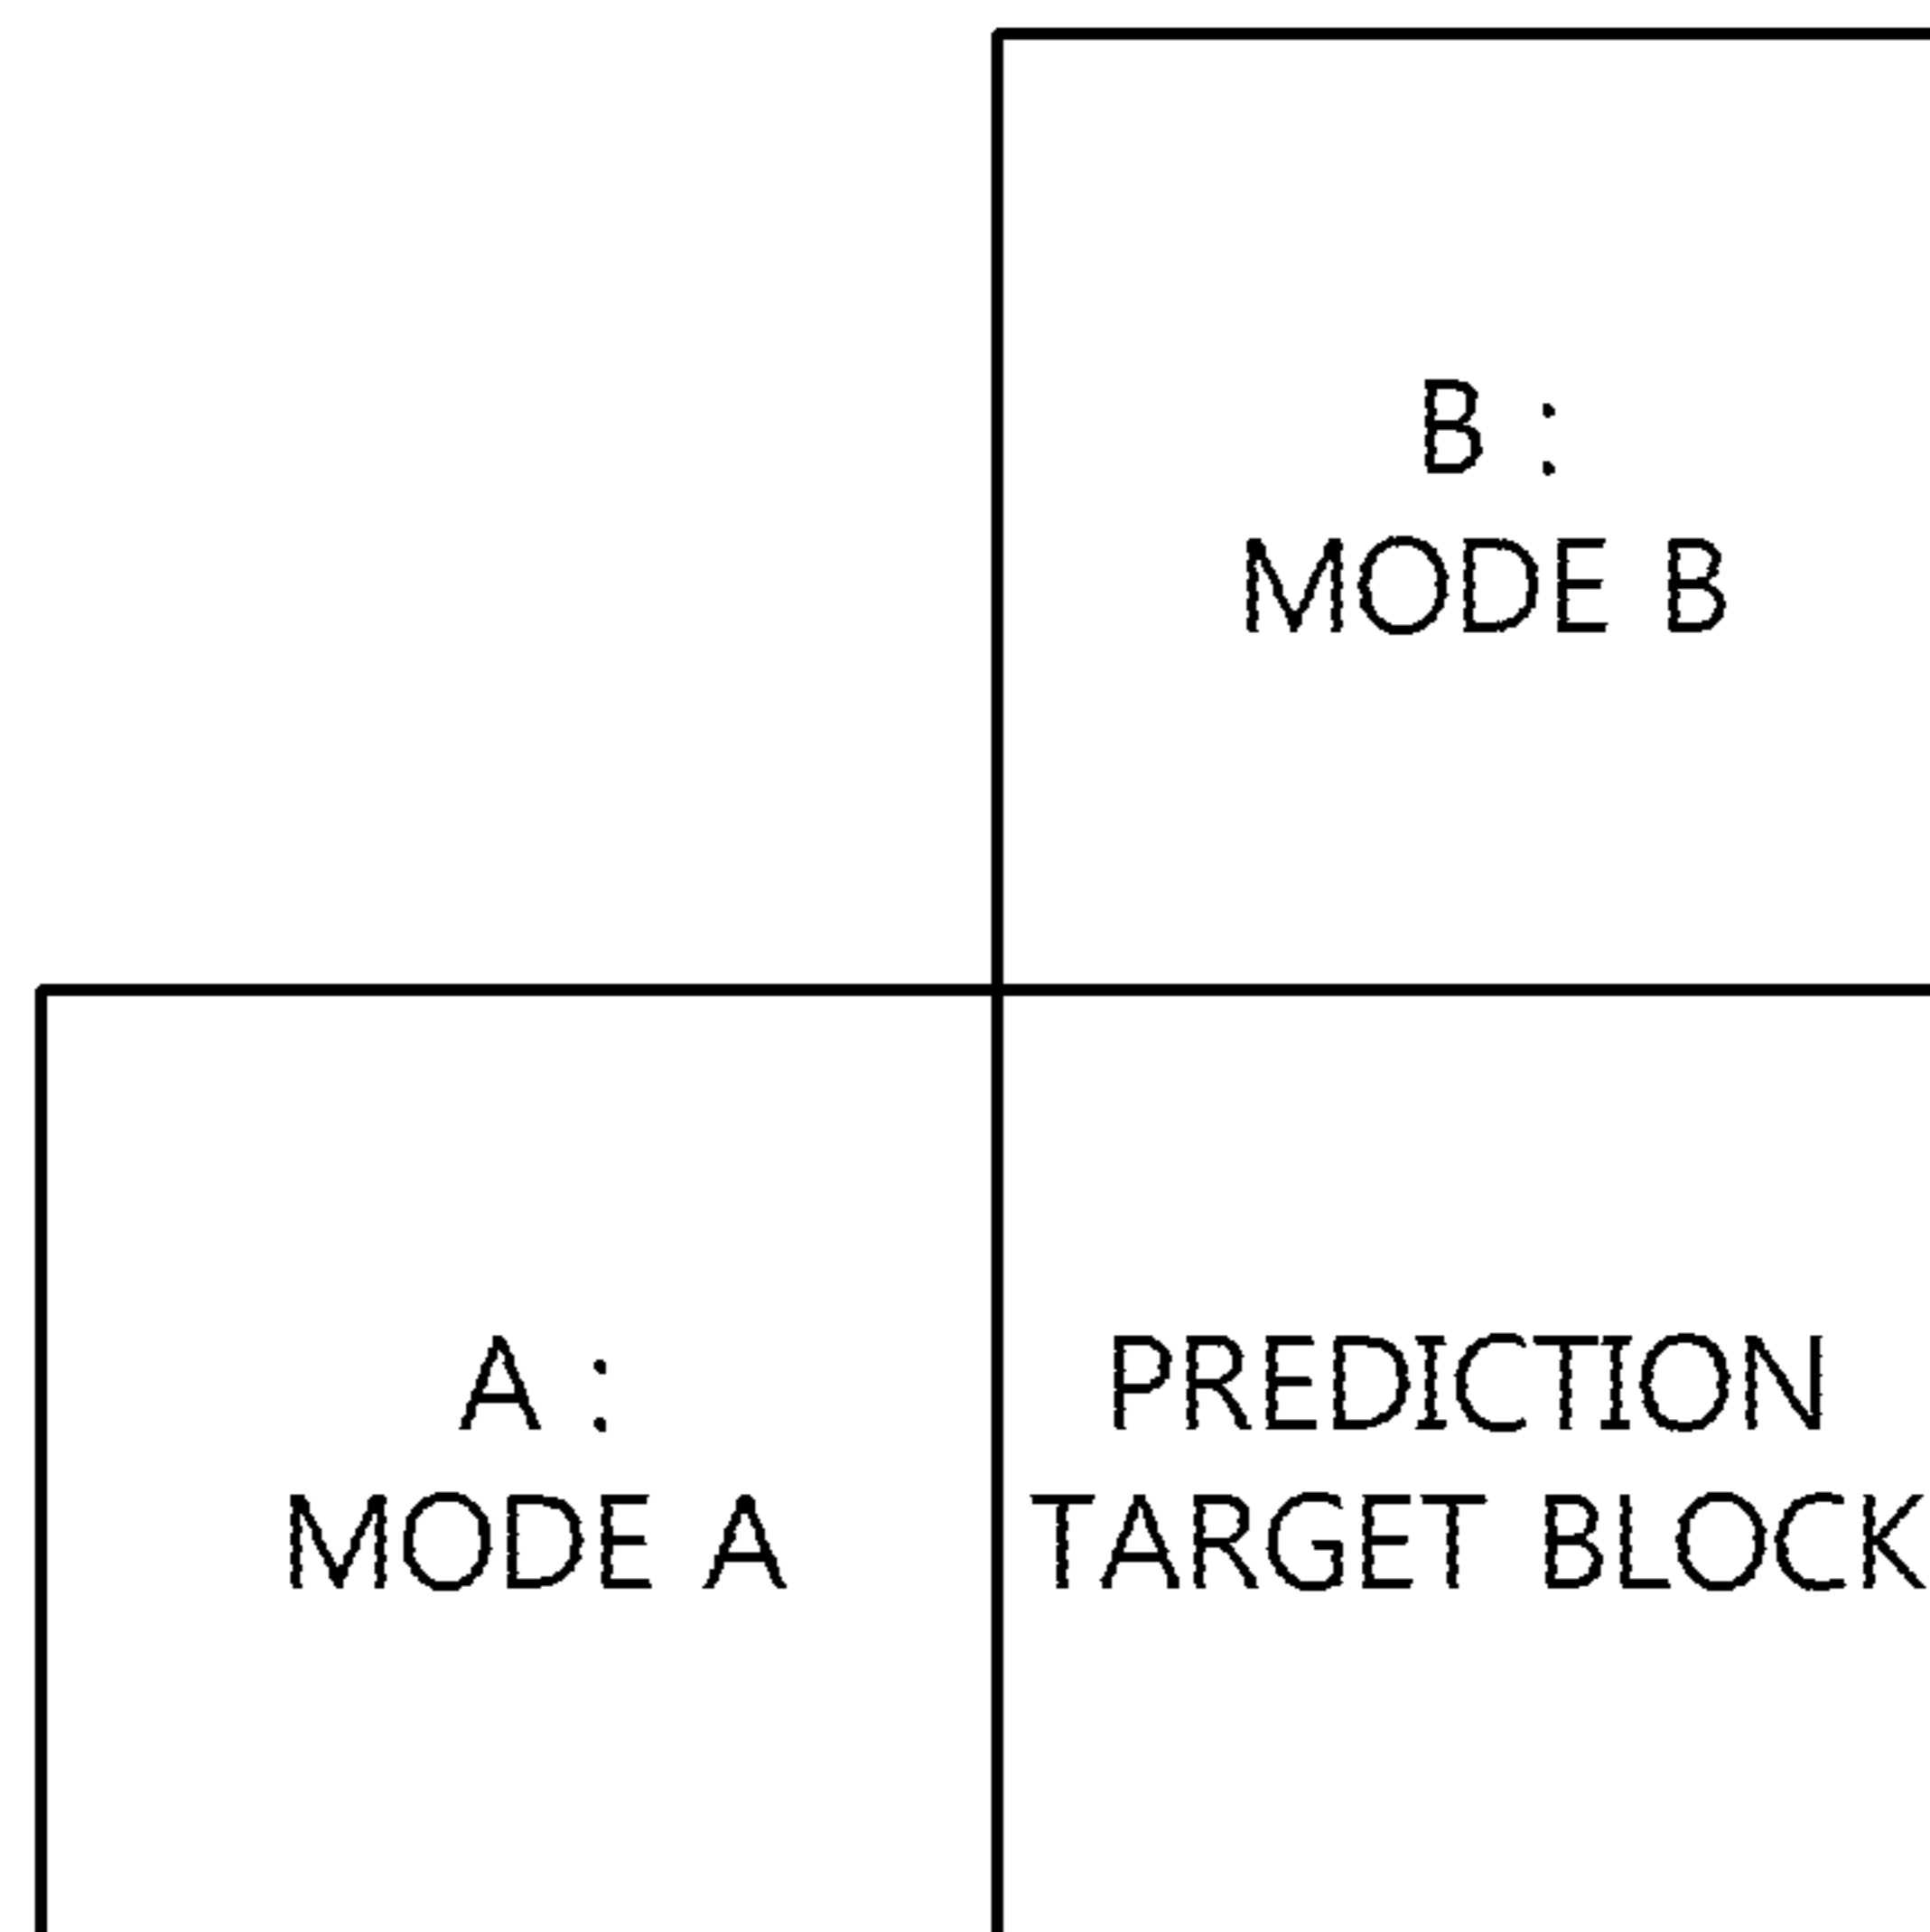 B :
MODE B
A :
MODE A
PREDICTION
TARGET BLOCK